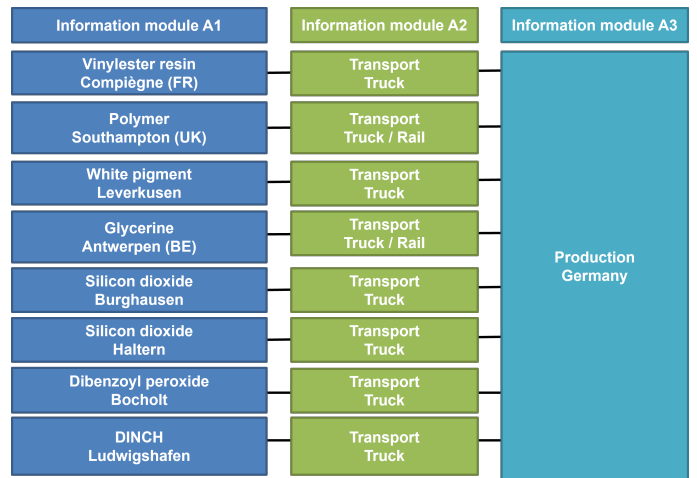 Information module A1
Information module A2
Information module A3
Vinylester resin
Compiègne (FR)
Transport
Truck
Polymer
Southampton (UK)
Transport
Truck / Rail
White pigment
Leverkusen
Transport
Truck
Glycerine
Antwerpen (BE)
Transport
Truck / Rail
Silicon dioxide
Burghausen
Transport
Truck
Silicon dioxide
Haltern
Transport
Truck
Dibenzoyl peroxide
Bocholt
Transport
Truck
DINCH
Ludwigshafen
Transport
Truck
Production
Germany